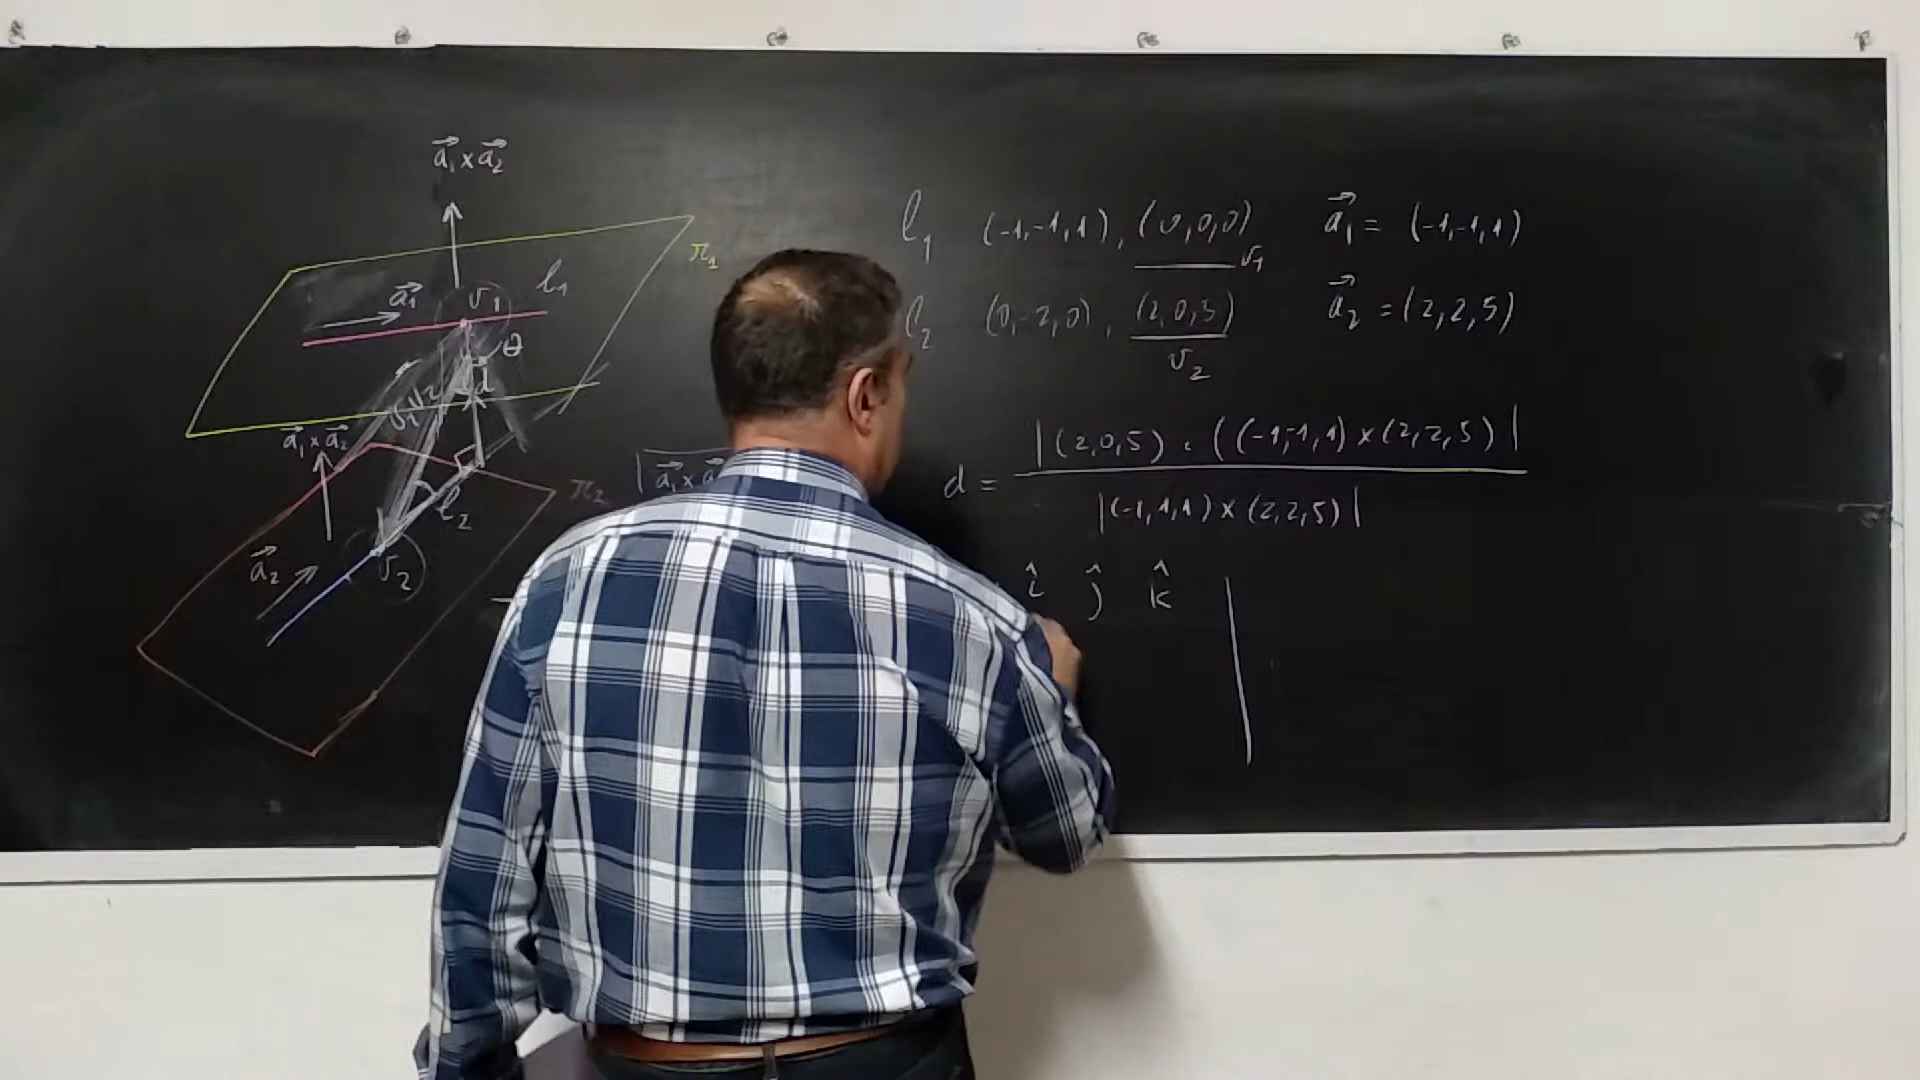 a⃗₁ x a⃗₂
π₁
l₁
a⃗₁
v₁
θ
d
v₁v₂
a⃗₁ x a⃗₂
π₂
l₂
a⃗₂
v₂
l₁ (-1,-1,1), (0,0,0) v₁ a⃗₁ = (-1,-1,1)
l₂ (0,-2,0), (2,0,5) v₂ a⃗₂ = (2,2,5)
|(2,0,5) · ((-1,-1,1) x (2,2,5)|
d =
|(-1,1,1) x (2,2,5)|
î ĵ k̂ |